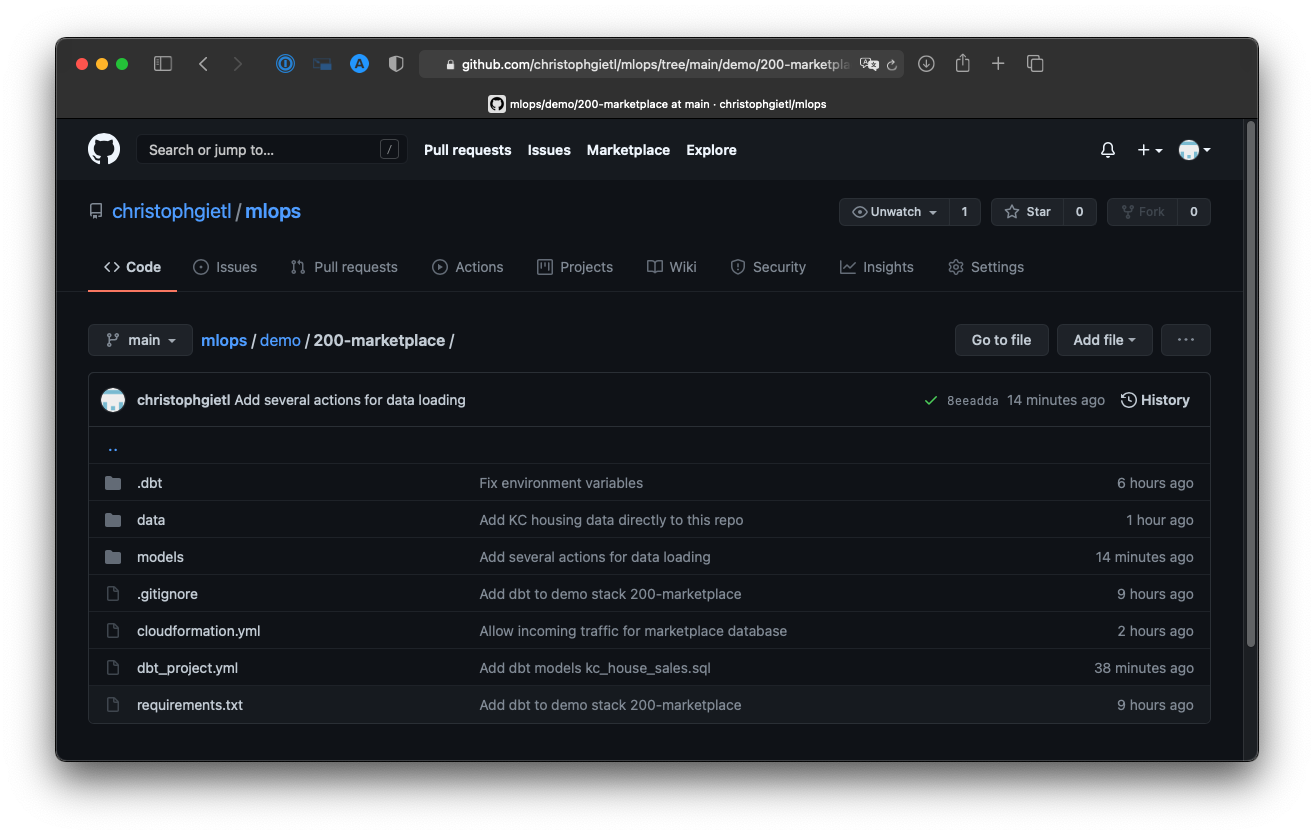 github.com/christophgietl/mlops/tree/main/demo/200-marketpla
mlops/demo/200-marketplace at main · christophgietl/mlops
Search or jump to... / Pull requests Issues Marketplace Explore
christophgietl / mlops Unwatch 1 Star 0 Fork 0
Code Issues Pull requests Actions Projects Wiki Security Insights Settings
main mlops / demo / 200-marketplace / Go to file Add file ...
christophgietl Add several actions for data loading 8eeadda 14 minutes ago History
..
.dbt Fix environment variables 6 hours ago
data Add KC housing data directly to this repo 1 hour ago
models Add several actions for data loading 14 minutes ago
.gitignore Add dbt to demo stack 200-marketplace 9 hours ago
cloudformation.yml Allow incoming traffic for marketplace database 2 hours ago
dbt_project.yml Add dbt models kc_house_sales.sql 38 minutes ago
requirements.txt Add dbt to demo stack 200-marketplace 9 hours ago